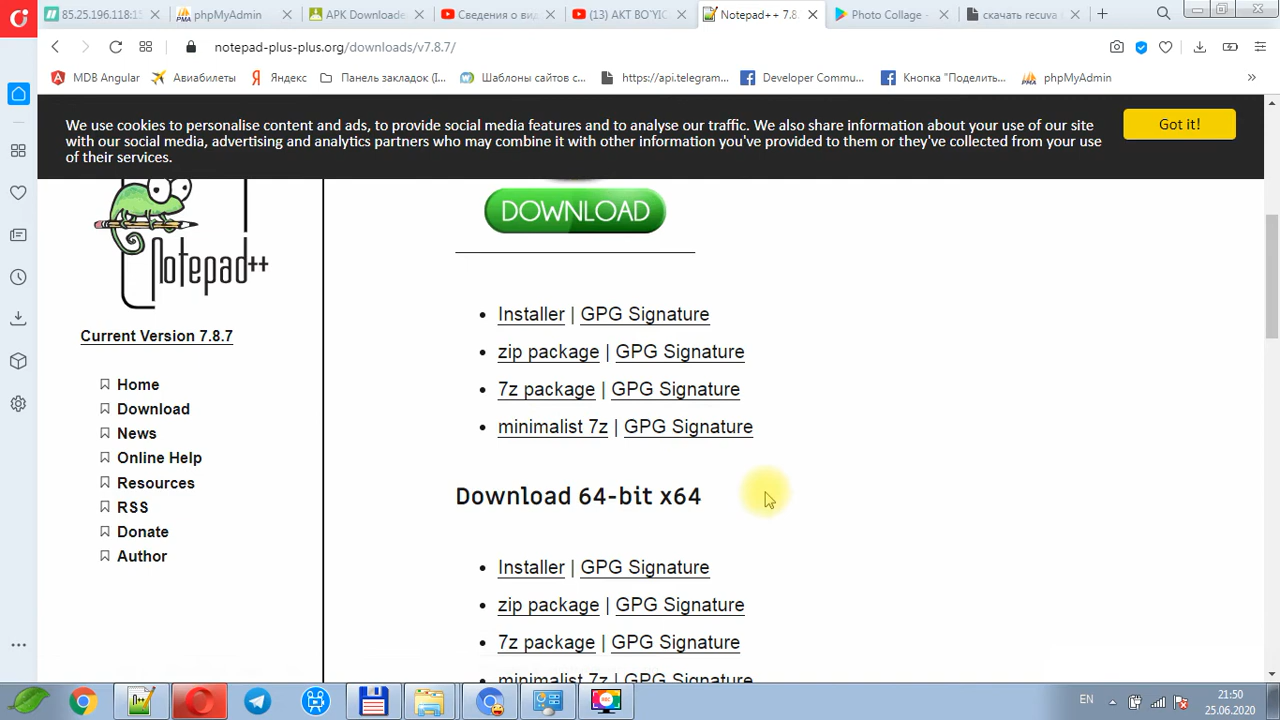 85.25.196.118:1
phpMyAdmin
APK Downloade
Сведения о ви
(13) AKT BO'YIC
Notepad++ 7.8.
Photo Collage -
скачать recuva
notepad-plus-plus.org/downloads/v7.8.7/
MDB Angular
Авиабилеты
Яндекс
Панель закладок (I...
Шаблоны сайтов с...
https://api.telegram...
Developer Commu...
Кнопка "Поделить...
phpMyAdmin
We use cookies to personalise content and ads, to provide social media features and to analyse our traffic. We also share information about your use of our site
with our social media, advertising and analytics partners who may combine it with other information you've provided to them or they've collected from your use
of their services.
Got it!
Notepad++
DOWNLOAD
Current Version 7.8.7
Home
Download
News
Online Help
Resources
RSS
Donate
Author
Installer | GPG Signature
zip package | GPG Signature
7z package | GPG Signature
minimalist 7z | GPG Signature
Download 64-bit x64
Installer | GPG Signature
zip package | GPG Signature
7z package | GPG Signature
minimalist 7z | GPG Signature
EN
21:50
25.06.2020